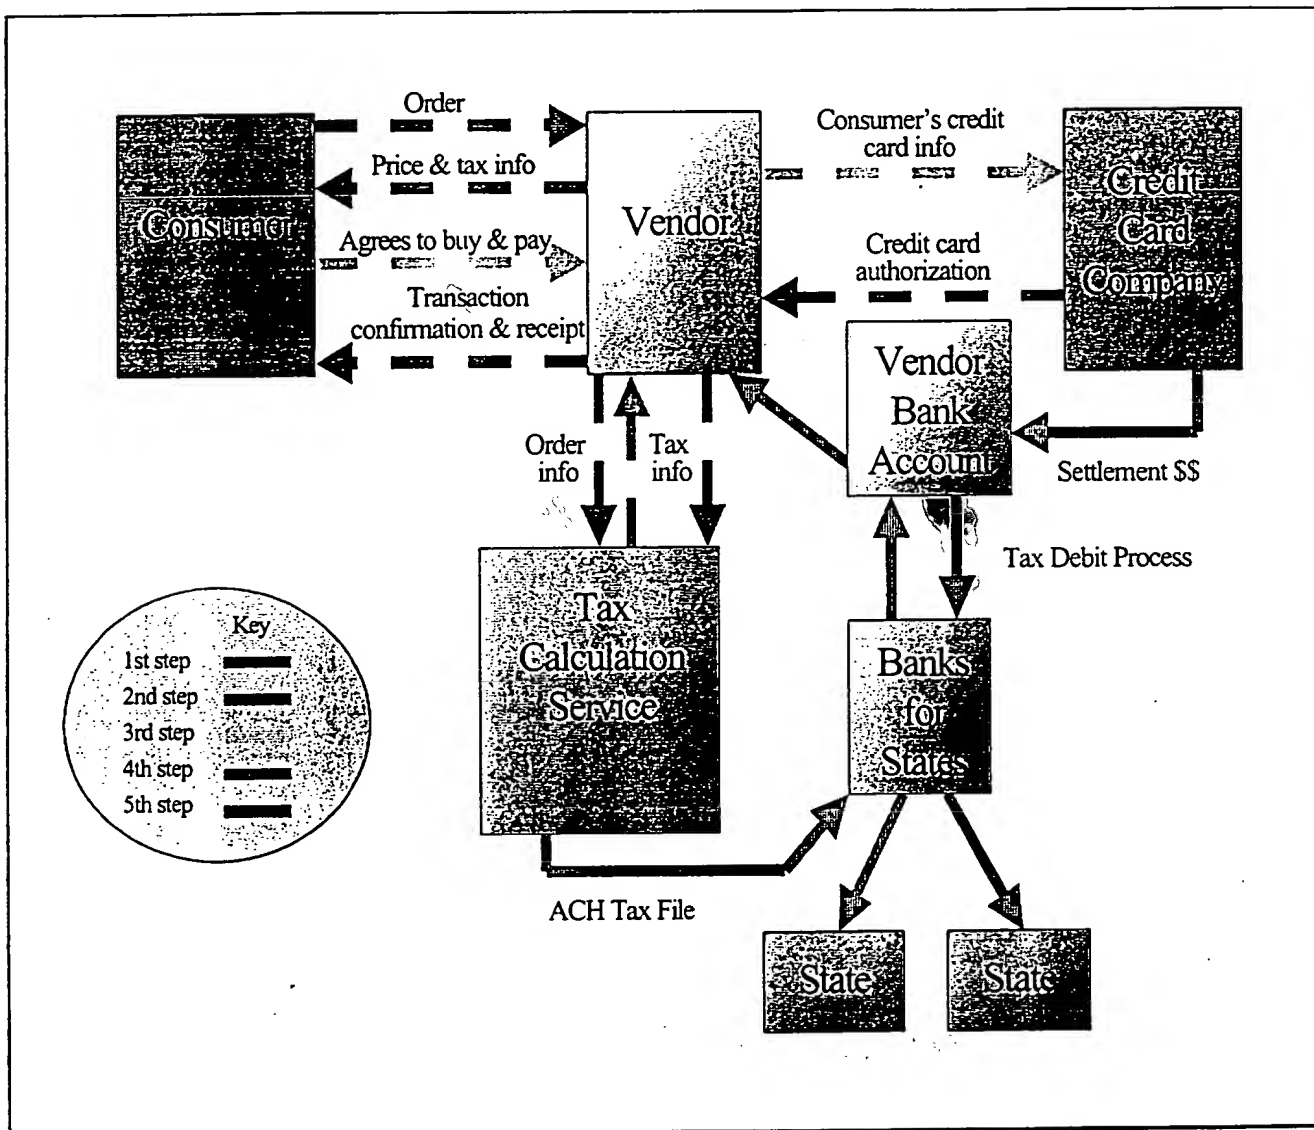 Order
Price & tax info
Consumer
Agrees to buy & pay
Transaction
confirmation & receipt
Vendor
Consumer's credit
card info
Credit card
authorization
Credit
Card
Company
Vendor
Bank
Account
Settlement $$
Order
info
Tax
info
Tax Debit Process
Tax
Calculation
Service
Banks
for
States
Key
1st step
2nd step
3rd step
4th step
5th step
ACH Tax File
State
State